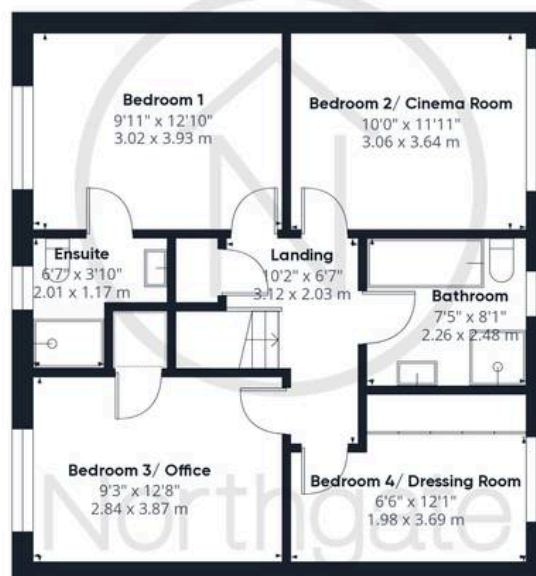 Bedroom 1
9'11" x 12'10"
3.02 x 3.93 m
Bedroom 2/ Cinema Room
10'0" x 11'11"
3.06 x 3.64 m
Ensuite
6'7" x 3'10"
2.01 x 1.17 m
Landing
10'2" x 6'7"
3.12 x 2.03 m
Bathroom
7'5" x 8'1"
2.26 x 2.48 m
Bedroom 3/ Office
9'3" x 12'8"
2.84 x 3.87 m
Bedroom 4/ Dressing Room
6'6" x 12'1"
1.98 x 3.69 m
Northgate